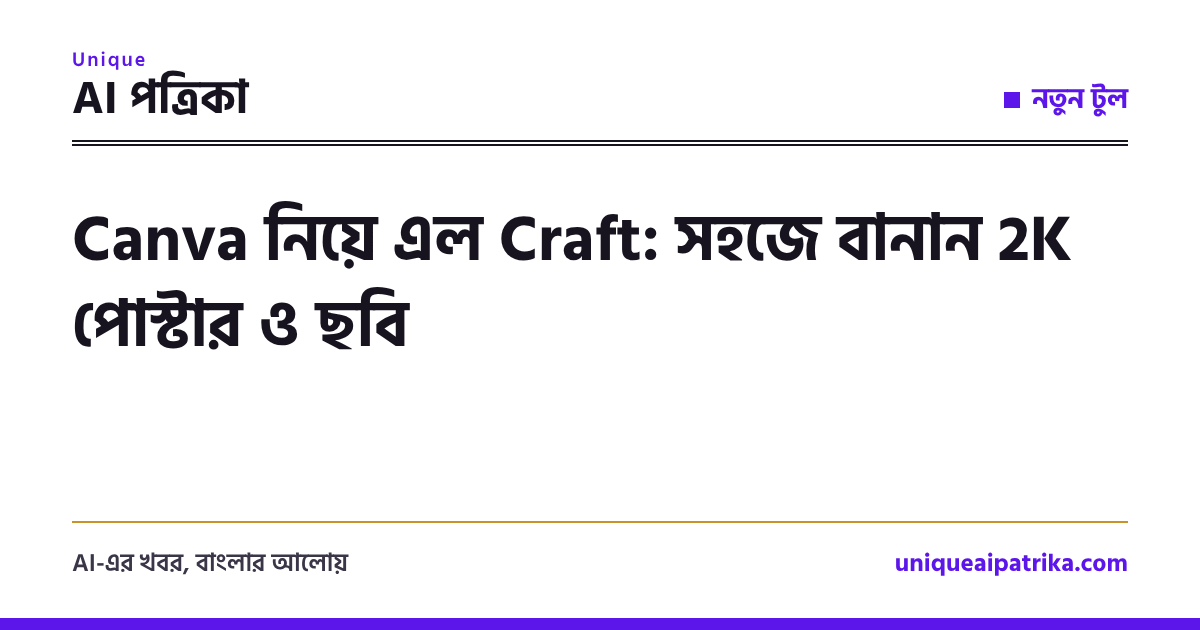 Unique
AI পত্রিকা
নতুন টুল
Canva নিয়ে এল Craft: সহজে বানান 2K
পোস্টার ও ছবি
AI-এর খবর, বাংলার আলোয়
uniqueaipatrika.com